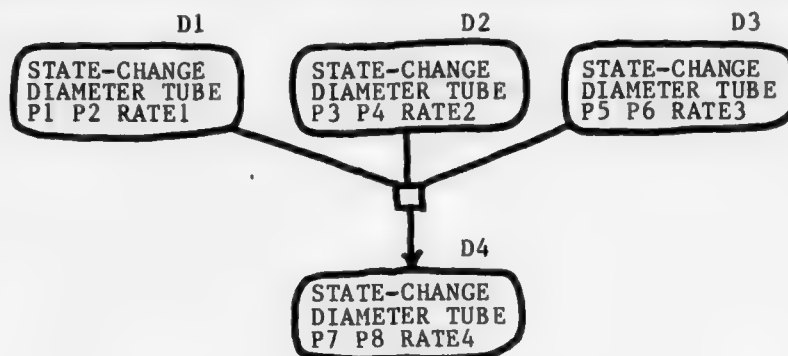 D1
STATE-CHANGE
DIAMETER TUBE
P1 P2 RATE1
D2
STATE-CHANGE
DIAMETER TUBE
P3 P4 RATE2
D3
STATE-CHANGE
DIAMETER TUBE
P5 P6 RATE3
D4
STATE-CHANGE
DIAMETER TUBE
P7 P8 RATE4